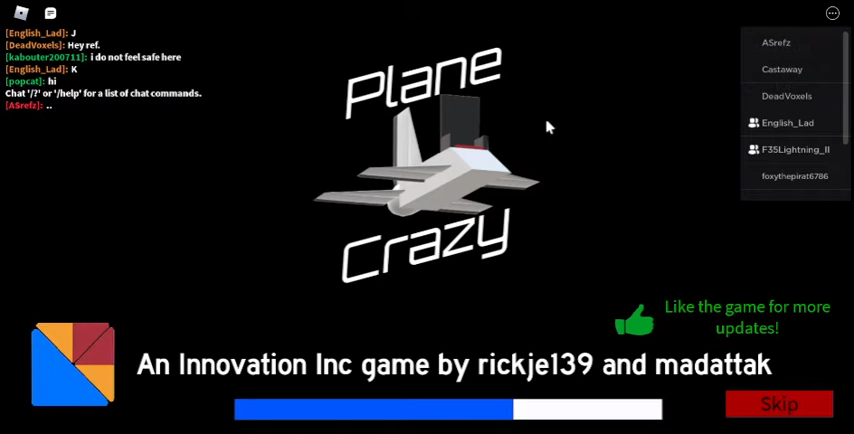 [English_Lad]: J
[DeadVoxels]: Hey ref.
[kabouter200711]: i do not feel safe here
[English_Lad]: K
[popcat]: hi
Chat '/?' or '/help' for a list of chat commands.
[ASrefz]: ..
ASrefz
Castaway
DeadVoxels
English_Lad
F35Lightning_II
foxythepirat6786
Plane
Crazy
Like the game for more
updates!
An Innovation Inc game by rickje139 and madattak
Skip